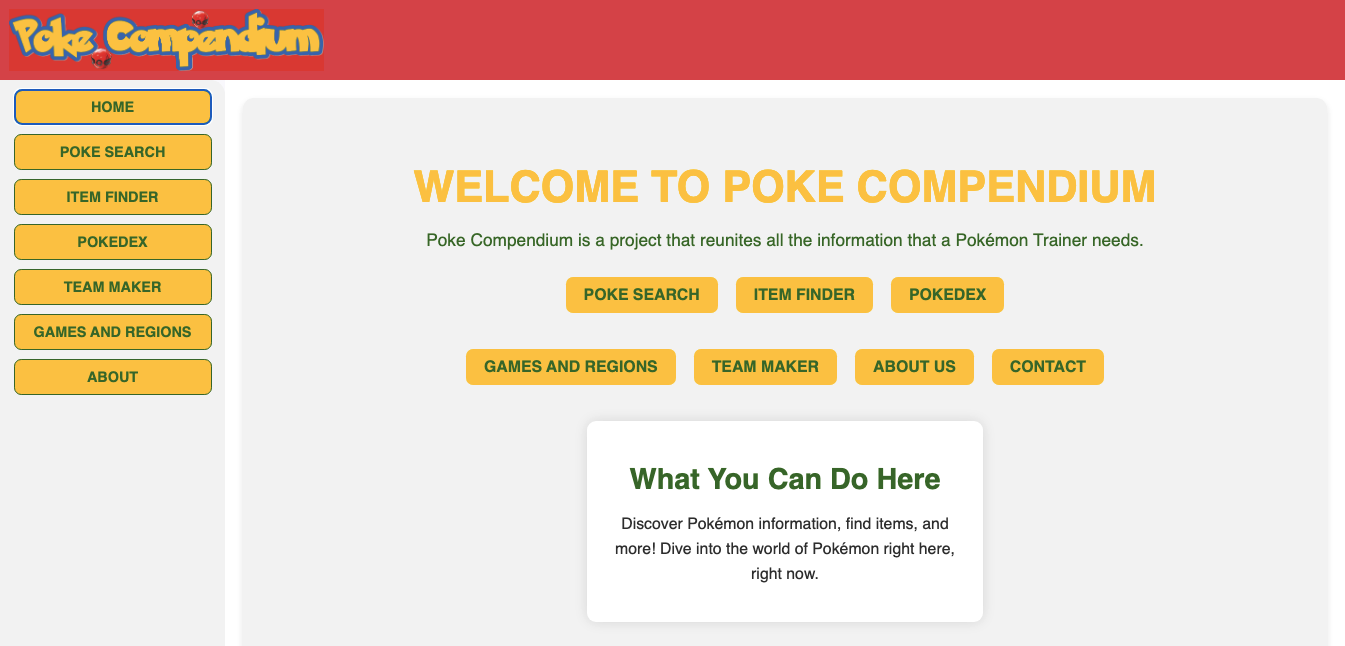 Poke Compendium
HOME
POKE SEARCH
ITEM FINDER
POKEDEX
TEAM MAKER
GAMES AND REGIONS
ABOUT
WELCOME TO POKE COMPENDIUM
Poke Compendium is a project that reunites all the information that a Pokémon Trainer needs.
POKE SEARCH ITEM FINDER POKEDEX
GAMES AND REGIONS TEAM MAKER ABOUT US CONTACT
What You Can Do Here
Discover Pokémon information, find items, and
more! Dive into the world of Pokémon right here,
right now.